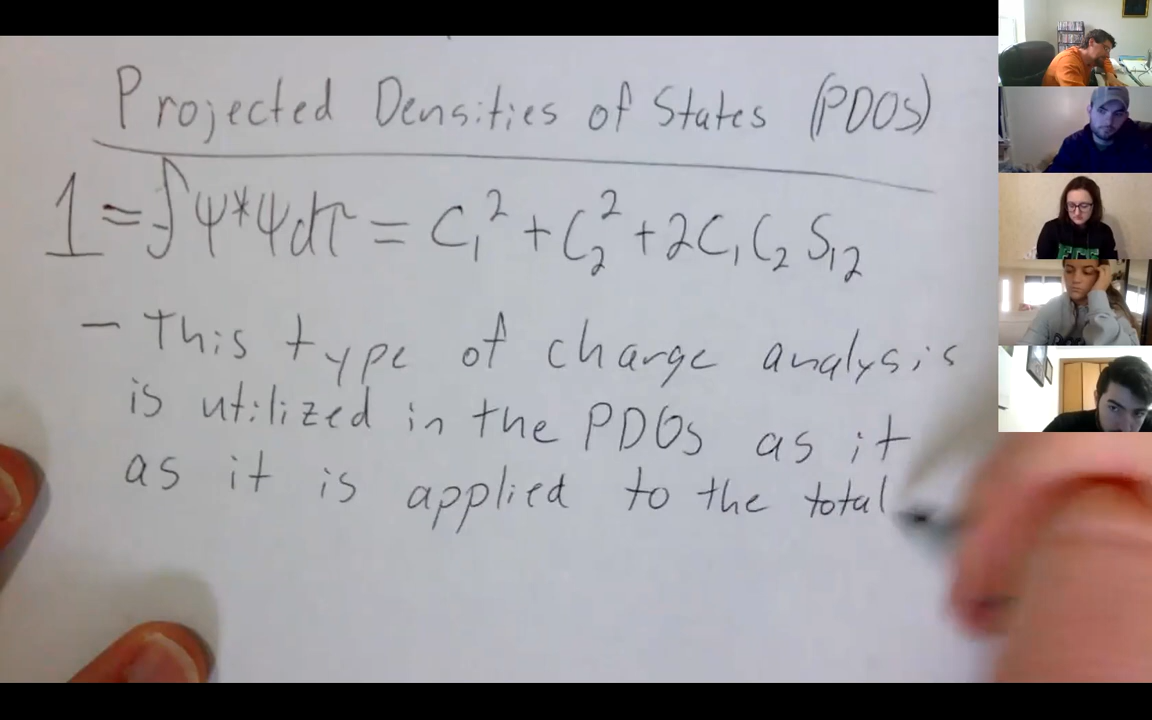 Projected Densities of States (PDOS)
1 = ∫Ψ*Ψdτ = C₁² + C₂² + 2C₁C₂S₁₂
- This type of charge analysis
is utilized in the PDOS as it
as it is applied to the total